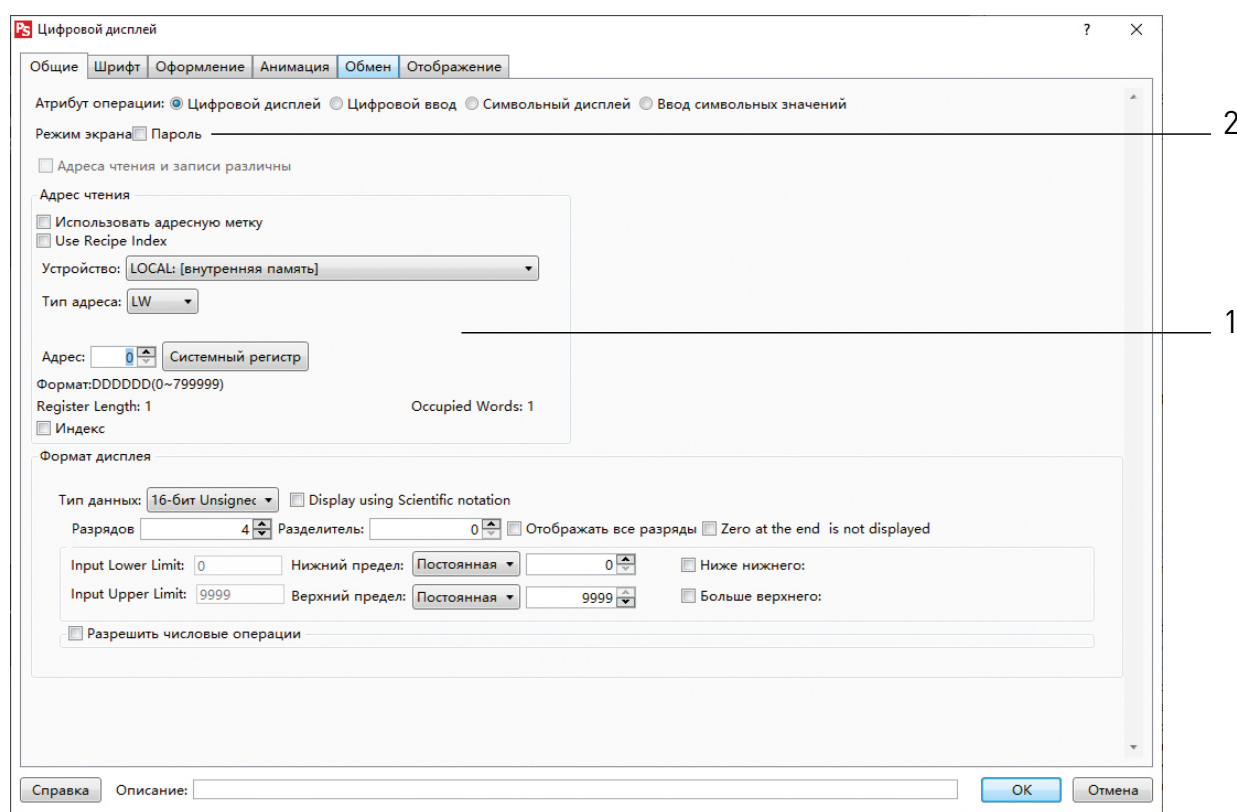 PS Цифровой дисплей ? ×
Общие Шрифт Оформление Анимация Обмен Отображение
Атрибут операции: Цифровой дисплей Цифровой ввод Символьный дисплей Ввод символьных значений
Режим экрана Пароль 2
Адреса чтения и записи различны
Адрес чтения
Использовать адресную метку
Use Recipe Index
Устройство: LOCAL: [внутренняя память]
Тип адреса: LW
1
Адрес: 0 Системный регистр
Формат:DDDDDD(0~799999)
Register Length: 1 Occupied Words: 1
Индекс
Формат дисплея
Тип данных: 16-бит Unsignec Display using Scientific notation
Разрядов 4 Разделитель: 0 Отображать все разряды Zero at the end is not displayed
Input Lower Limit: 0 Нижний предел: Постоянная 0 Ниже нижнего:
Input Upper Limit: 9999 Верхний предел: Постоянная 9999 Больше верхнего:
Разрешить числовые операции
Справка Описание: OK Отмена